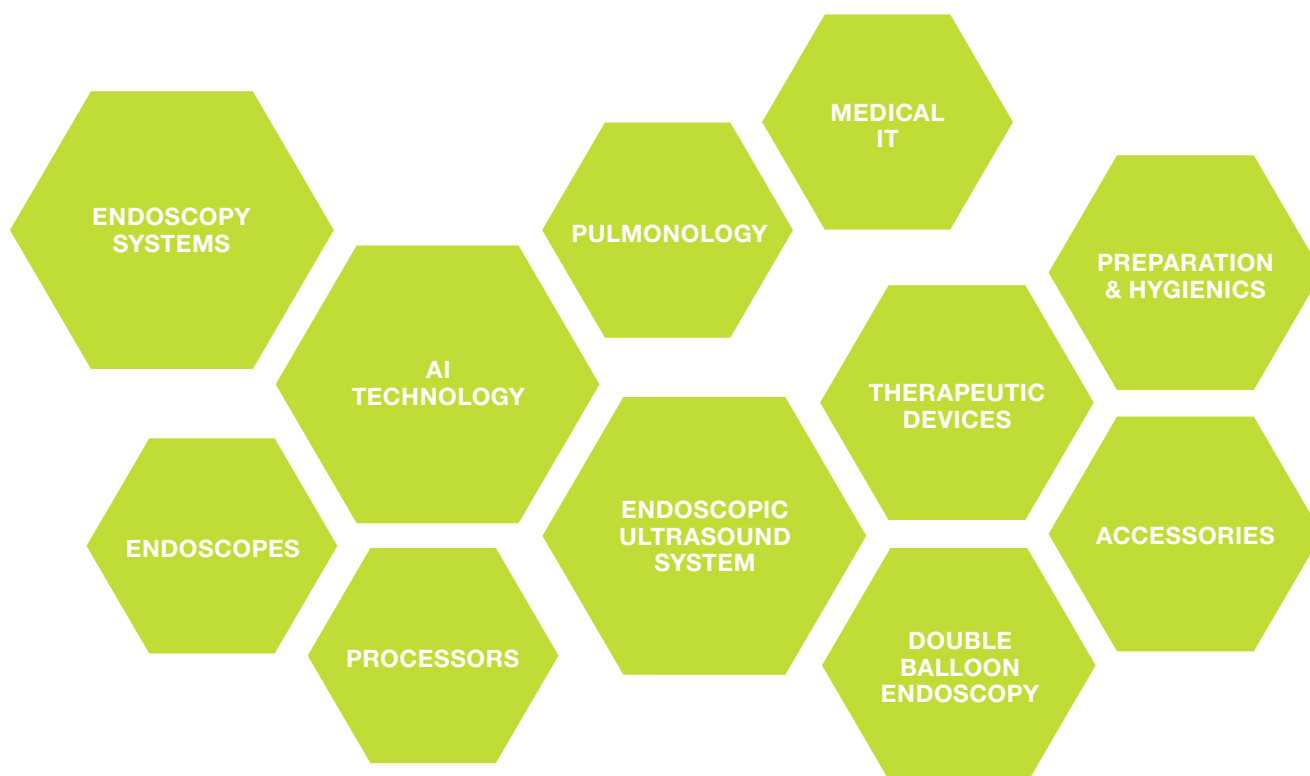 MEDICAL
IT
ENDOSCOPY
SYSTEMS
PULMONOLOGY
PREPARATION
& HYGIENICS
AI
TECHNOLOGY
THERAPEUTIC
DEVICES
ENDOSCOPIC
ULTRASOUND
SYSTEM
ENDOSCOPES
ACCESSORIES
PROCESSORS
DOUBLE
BALLOON
ENDOSCOPY